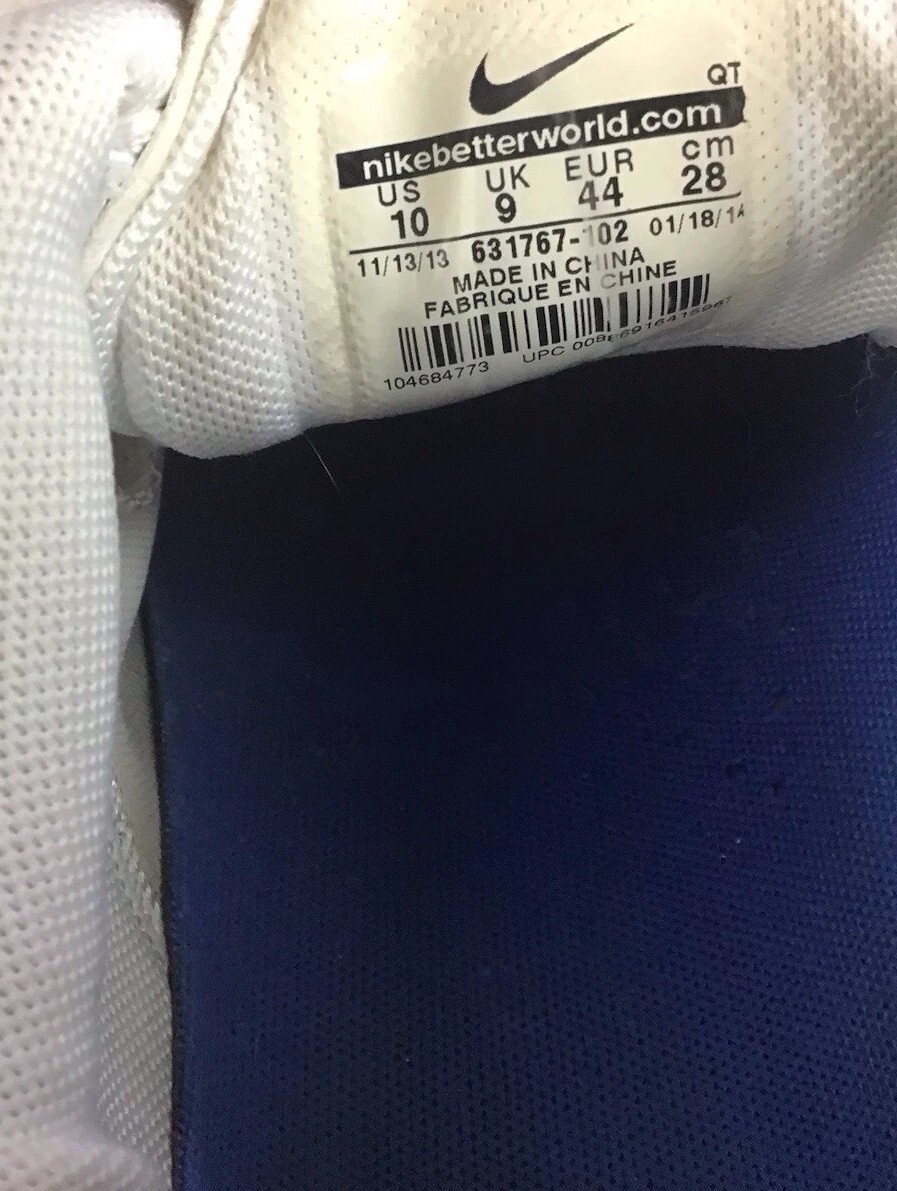 QT
nikebetterworld.com
US UK EUR cm
10 9 44 28
11/13/13 631767-102 01/18/14
MADE IN CHINA
FABRIQUE EN CHINE
104684773 UPC